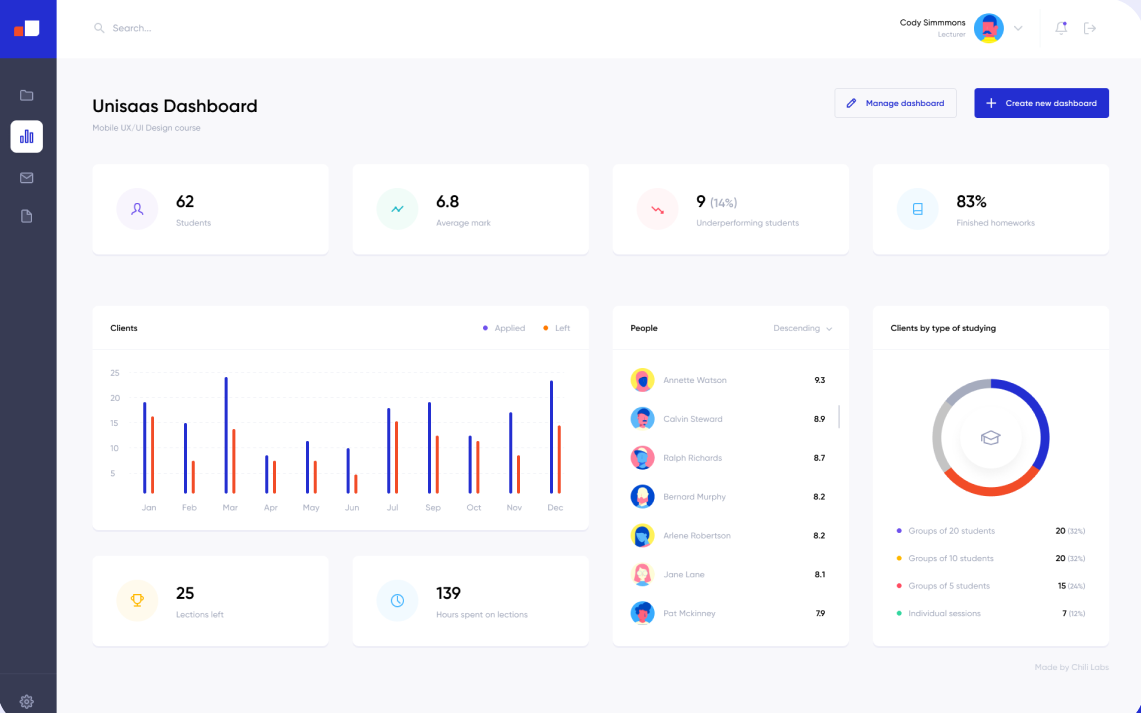 Search...
Cody Simmmons
Lecturer
Unisaas Dashboard
Mobile UX/UI Design course
Manage dashboard
Create new dashboard
62
Students
6.8
Average mark
9 (14%)
Underperforming students
83%
Finished homeworks
Clients
Applied Left
25
20
15
10
5
Jan Feb Mar Apr May Jun Jul Sep Oct Nov Dec
People
Descending
Annette Watson 9.3
Calvin Steward 8.9
Ralph Richards 8.7
Bernard Murphy 8.2
Arlene Robertson 8.2
Jane Lane 8.1
Pat Mckinney 7.9
Clients by type of studying
Groups of 20 students 20 (32%)
Groups of 10 students 20 (32%)
Groups of 5 students 15 (24%)
Individual sessions 7 (12%)
25
Lections left
139
Hours spent on lections
Made by Chili Labs